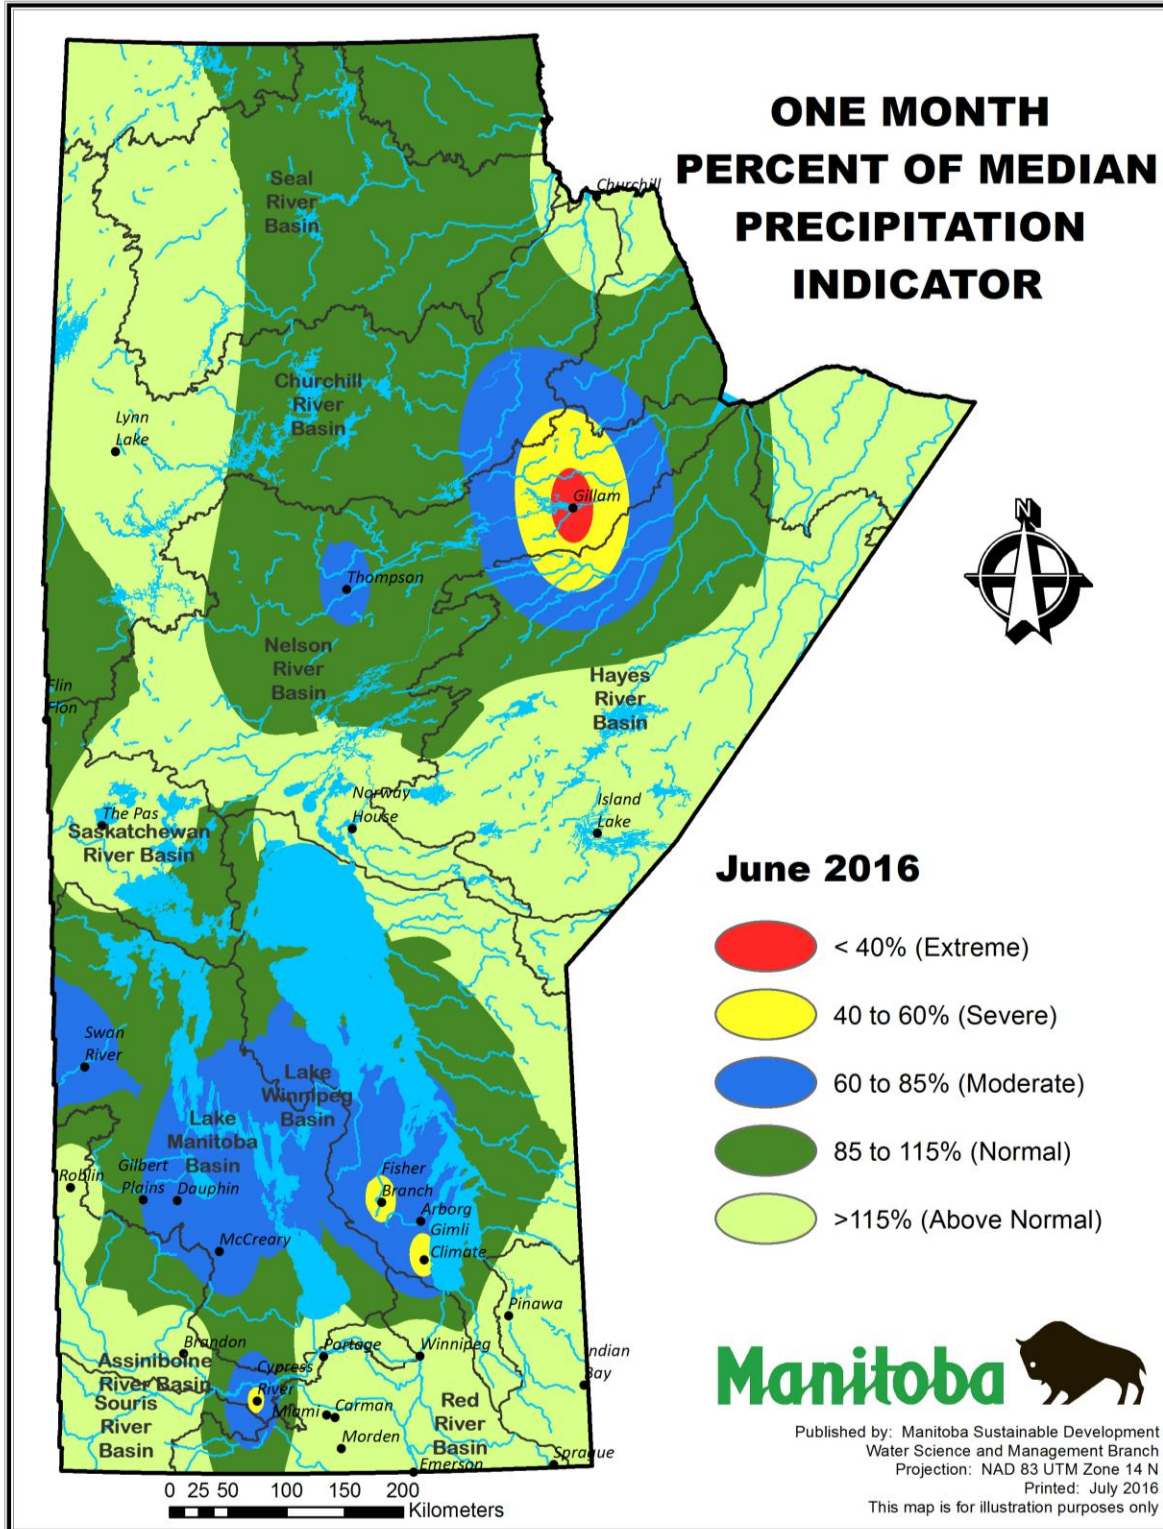 ONE MONTH
PERCENT OF MEDIAN
PRECIPITATION
INDICATOR
Churchill
Seal
River
Basin
Churchill
River
Basin
Lynn
Lake
Gillam
Thompson
Nelson
River
Basin
Hayes
River
Basin
Flin
Flon
N
The Pas
Saskatchewan
River Basin
Norway
House
Island
Lake
June 2016
< 40% (Extreme)
40 to 60% (Severe)
60 to 85% (Moderate)
85 to 115% (Normal)
>115% (Above Normal)
Swan
River
Lake
Winnipeg
Basin
Lake
Manitoba
Basin
Roblin
Gilbert
Plains
Dauphin
Fisher
Branch
Arborg
Gimli
Climate
McCreary
Pinawa
Brandon
Portage
Winnipeg
Indian
Bay
Assiniboine
River Basin
Cypress
River
Souris
River
Basin
Miami
Carman
Morden
Red
River
Basin
Emerson
Sprague
0 25 50 100 150 200
Kilometers
Manitoba
Published by: Manitoba Sustainable Development
Water Science and Management Branch
Projection: NAD 83 UTM Zone 14 N
Printed: July 2016
This map is for illustration purposes only